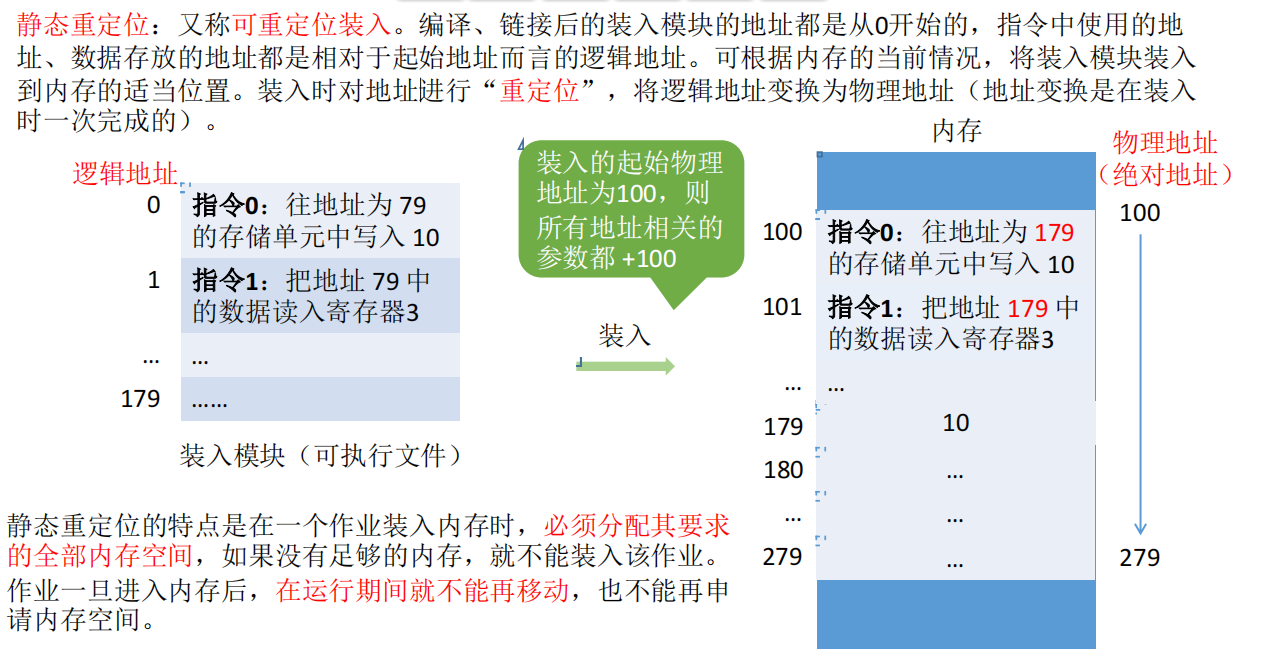 静态重定位：又称可重定位装入。编译、链接后的装入模块的地址都是从0开始的，指令中使用的地
址、数据存放的地址都是相对于起始地址而言的逻辑地址。可根据内存的当前情况，将装入模块装入
到内存的适当位置。装入时对地址进行“重定位”，将逻辑地址变换为物理地址（地址变换是在装入
时一次完成的）。
逻辑地址
0
指令0：往地址为 79
的存储单元中写入 10
1
指令1：把地址 79 中
的数据读入寄存器3
...
...
179
......
装入模块（可执行文件）
装入的起始物理
地址为100，则
所有地址相关的
参数都 +100
装入
内存
物理地址
（绝对地址）
100
100
指令0：往地址为 179
的存储单元中写入 10
101
指令1：把地址 179 中
的数据读入寄存器3
...
...
179
10
180
...
...
...
279
...
279
静态重定位的特点是在一个作业装入内存时，必须分配其要求
的全部内存空间，如果没有足够的内存，就不能装入该作业。
作业一旦进入内存后，在运行期间就不能再移动，也不能再申
请内存空间。